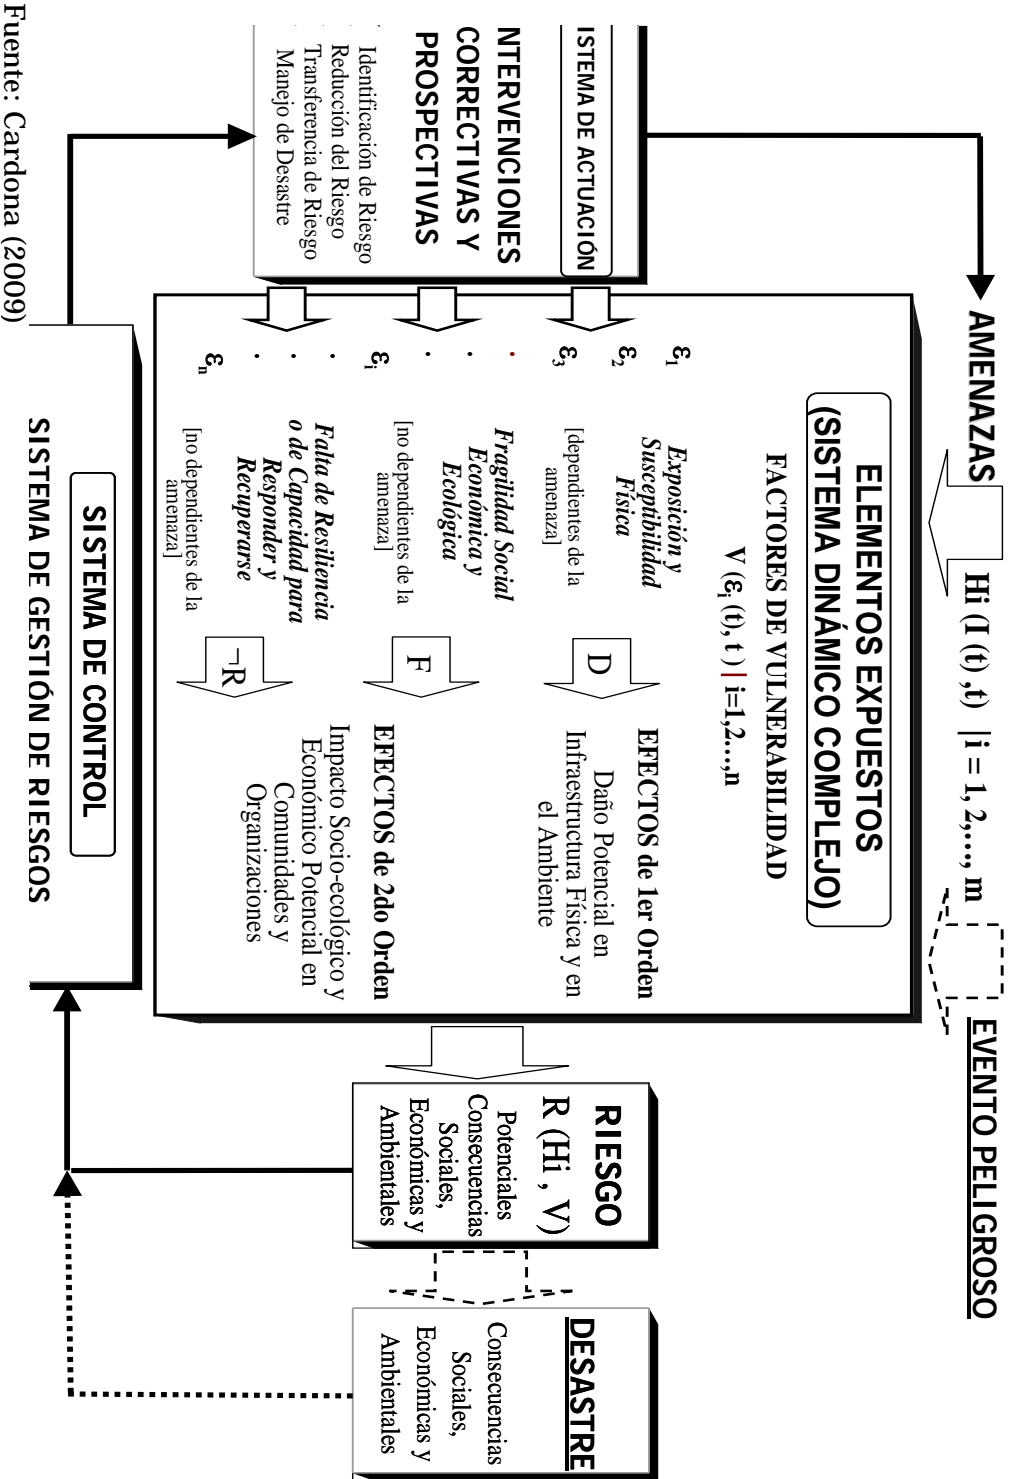 AMENAZAS
Hi (I (t) ,t) | i = 1, 2,…, m
EVENTO PELIGROSO
ISTEMA DE ACTUACIÓN
NTERVENCIONES
CORRECTIVAS Y
PROSPECTIVAS
Identificación de Riesgo
Reducción del Riesgo
Transferencia de Riesgo
Manejo de Desastre
ELEMENTOS EXPUESTOS
(SISTEMA DINÁMICO COMPLEJO)
FACTORES DE VULNERABILIDAD
V (εi (t), t ) | i=1,2...,n
ε1
ε2
ε3
.
.
.
εi
.
.
.
εn
Exposición y
Susceptibilidad
Física
[dependientes de la
amenaza]
Fragilidad Social
Económica y
Ecológica
[no dependientes de la
amenaza]
Falta de Resiliencia
o de Capacidad para
Responder y
Recuperarse
[no dependientes de la
amenaza]
D
F
¬R
EFECTOS de 1er Orden
Daño Potencial en
Infraestructura Física y en
el Ambiente
EFECTOS de 2do Orden
Impacto Socio-ecológico y
Económico Potencial en
Comunidades y
Organizaciones
RIESGO
R (Hi , V)
Potenciales
Consecuencias
Sociales,
Económicas y
Ambientales
DESASTRE
Consecuencias
Sociales,
Económicas y
Ambientales
SISTEMA DE CONTROL
SISTEMA DE GESTIÓN DE RIESGOS
Fuente: Cardona (2009)